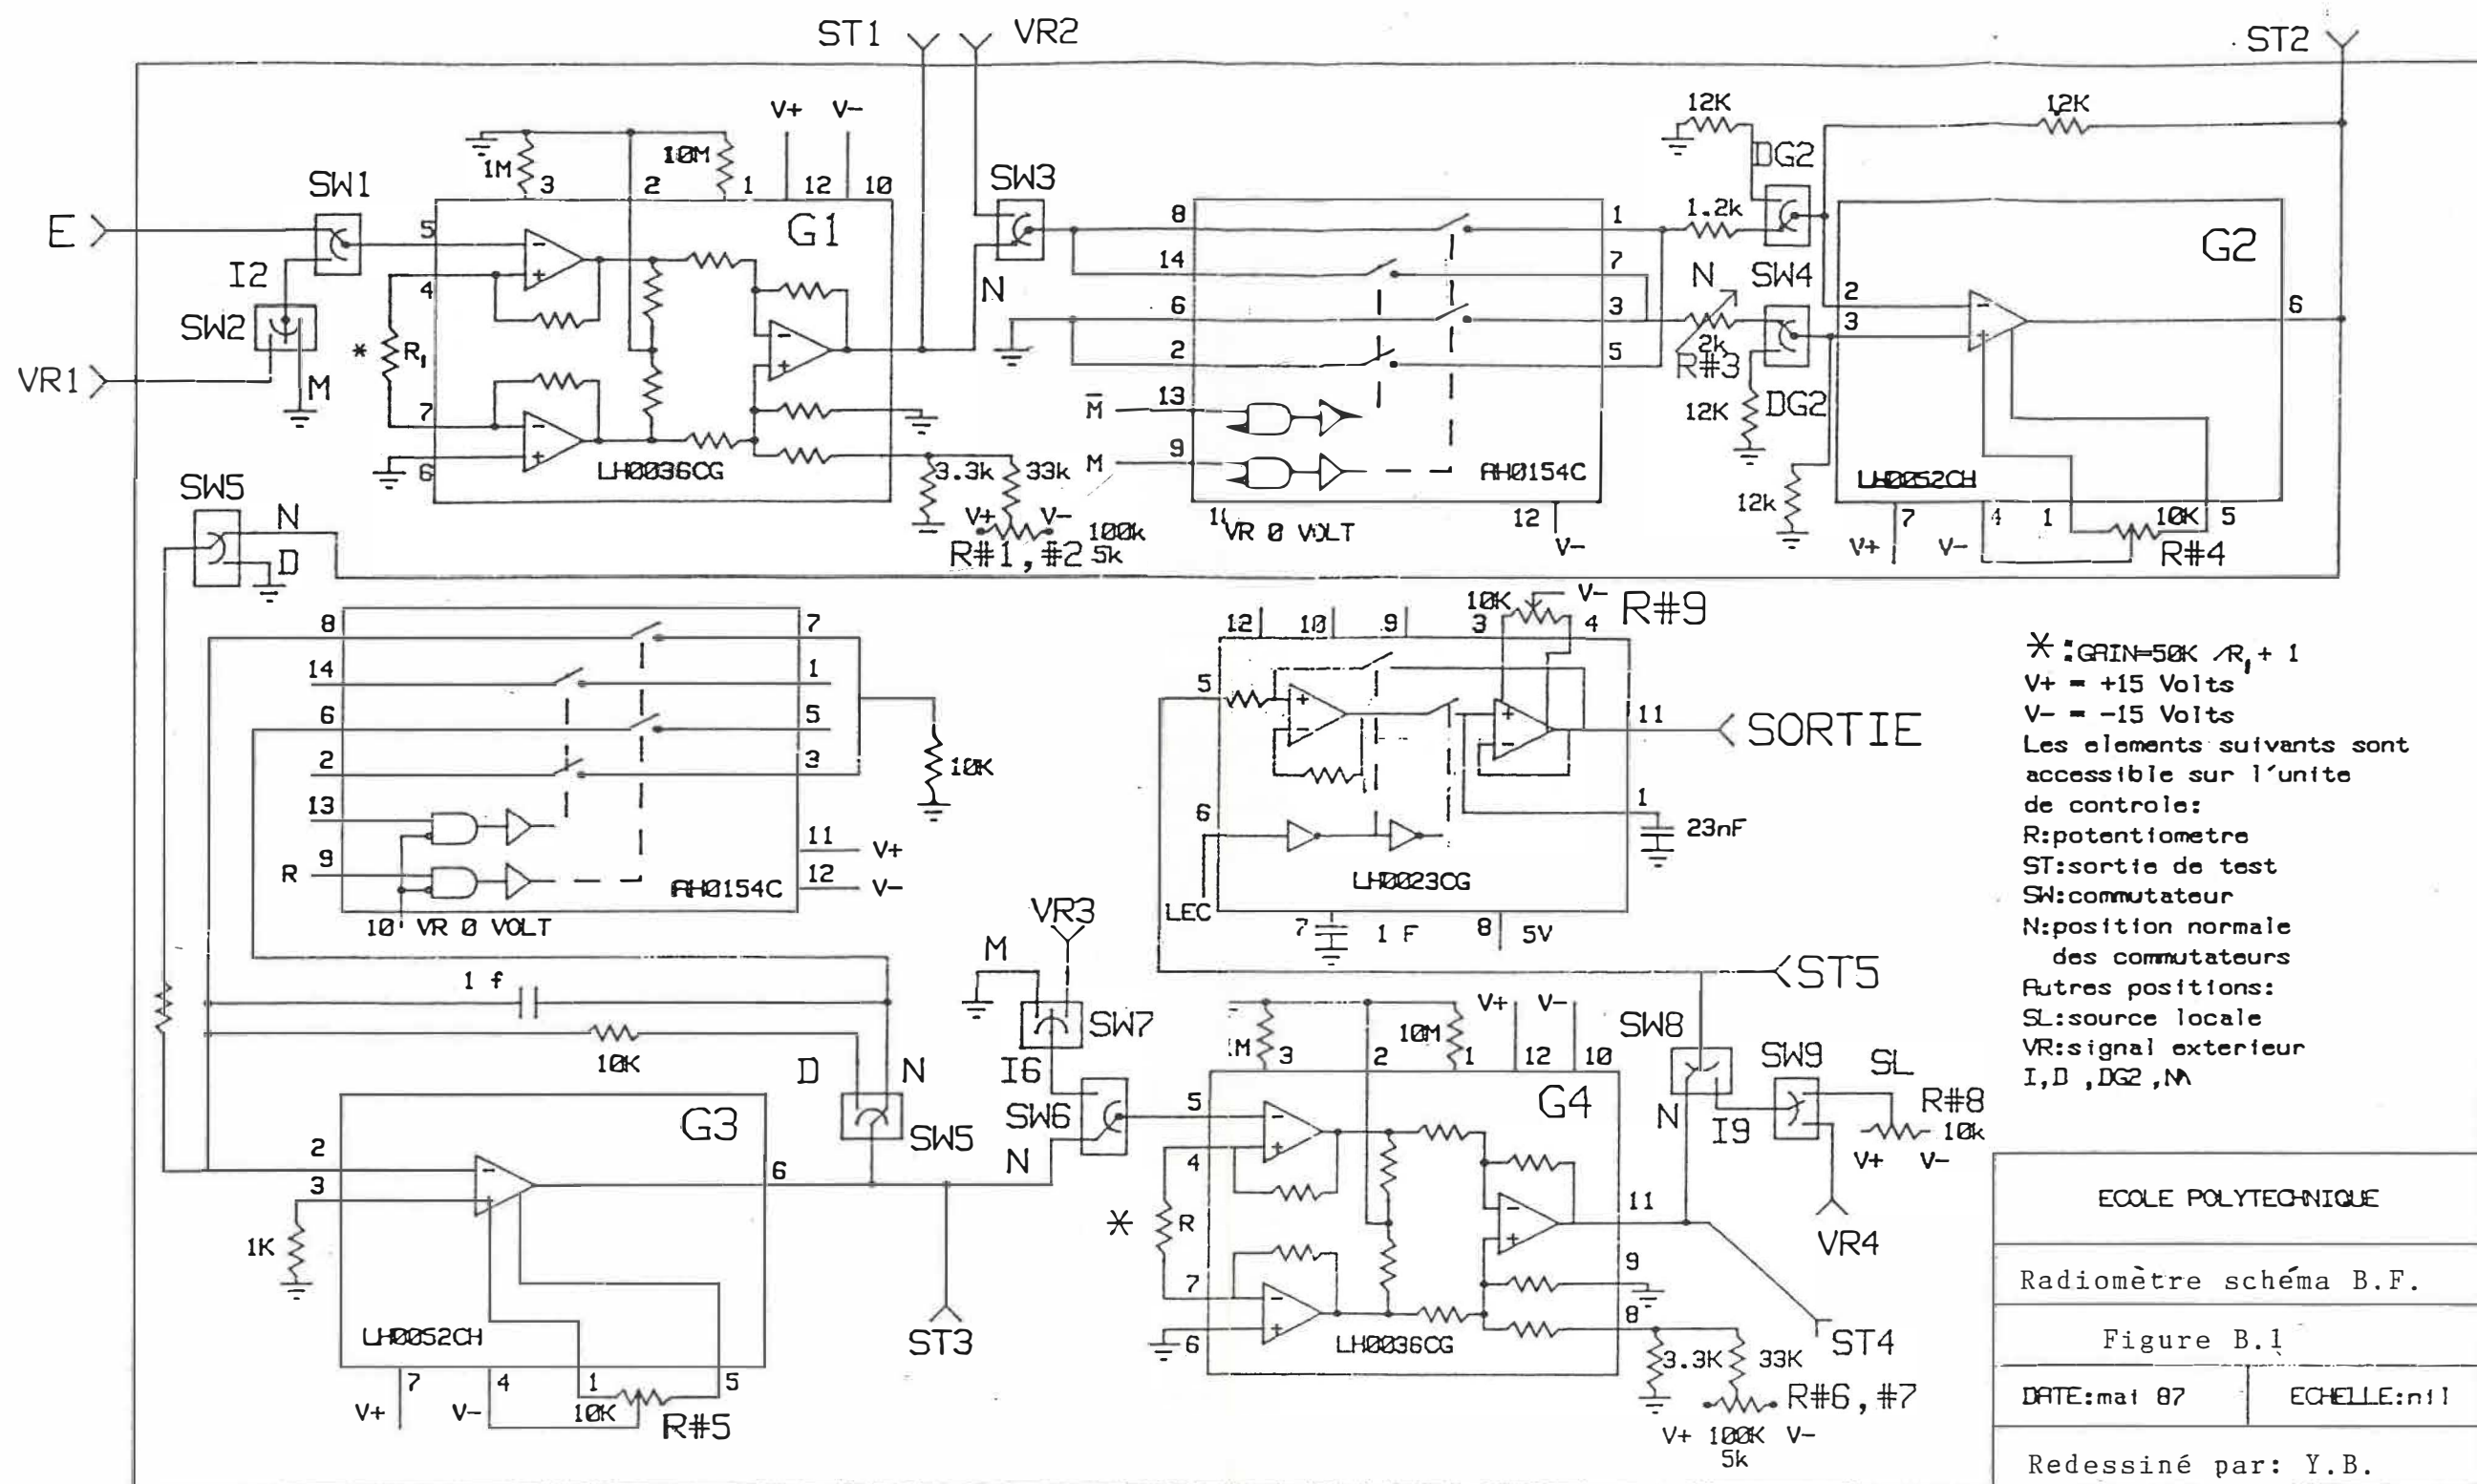 ST1 VR2 ST2
V+ V- 12K 12K
1M 10M DG2
SW1 3 2 1 12 10 SW3
E 5 G1 8 1 1.2k G2
I2 4 14 7 N SW4 2 6
SW2 * R1 N 6 3 2k 3
VR1 M 2 5 R#3
7 M̅ 13 12K DG2
6 LH0036CG 3.3k 33k M 9 AH0154C LH0052CH
SW5 12k
N V+ V- 100k 11 VR 0 VOLT 12 7 4 1 10K 5
D R#1,#2 5k V- V+ V- R#4
8 7 12 10 9 3 10K V- 4 R#9
14 1 5
6 5 11 SORTIE
2 3 10K
13 11 V+ 6 1 23nF
R 9 12 V-
AH0154C LH0023CG
10 VR 0 VOLT VR3 LEC 7 1 F 8 5V
M ST5
1 f SW7 V+ V- SW8
10K I6 M 3 2 10M 1 12 10 SW9 SL
D N SW6 5 G4 N I9 R#8
G3 SW5 10k
2 6 N 4 V+ V-
3 * R 11 VR4
1K 7 9
LH0052CH ST3 6 LH0036CG 8 ST4
7 4 1 5 3.3K 33K
V+ V- 10K R#5 R#6,#7
V+ 100K V-
5k
* :GAIN=50K /R1+ 1
V+ = +15 Volts
V- = -15 Volts
Les elements suivants sont
accessible sur l'unite
de controle:
R:potentiometre
ST:sortie de test
SW:commutateur
N:position normale
des commutateurs
Autres positions:
SL:source locale
VR:signal exterieur
I,D ,DG2 ,M
ECOLE POLYTECHNIQUE
Radiomètre schéma B.F.
Figure B.1
DATE:mai 87 ECHELLE:nil
Redessiné par: Y.B.